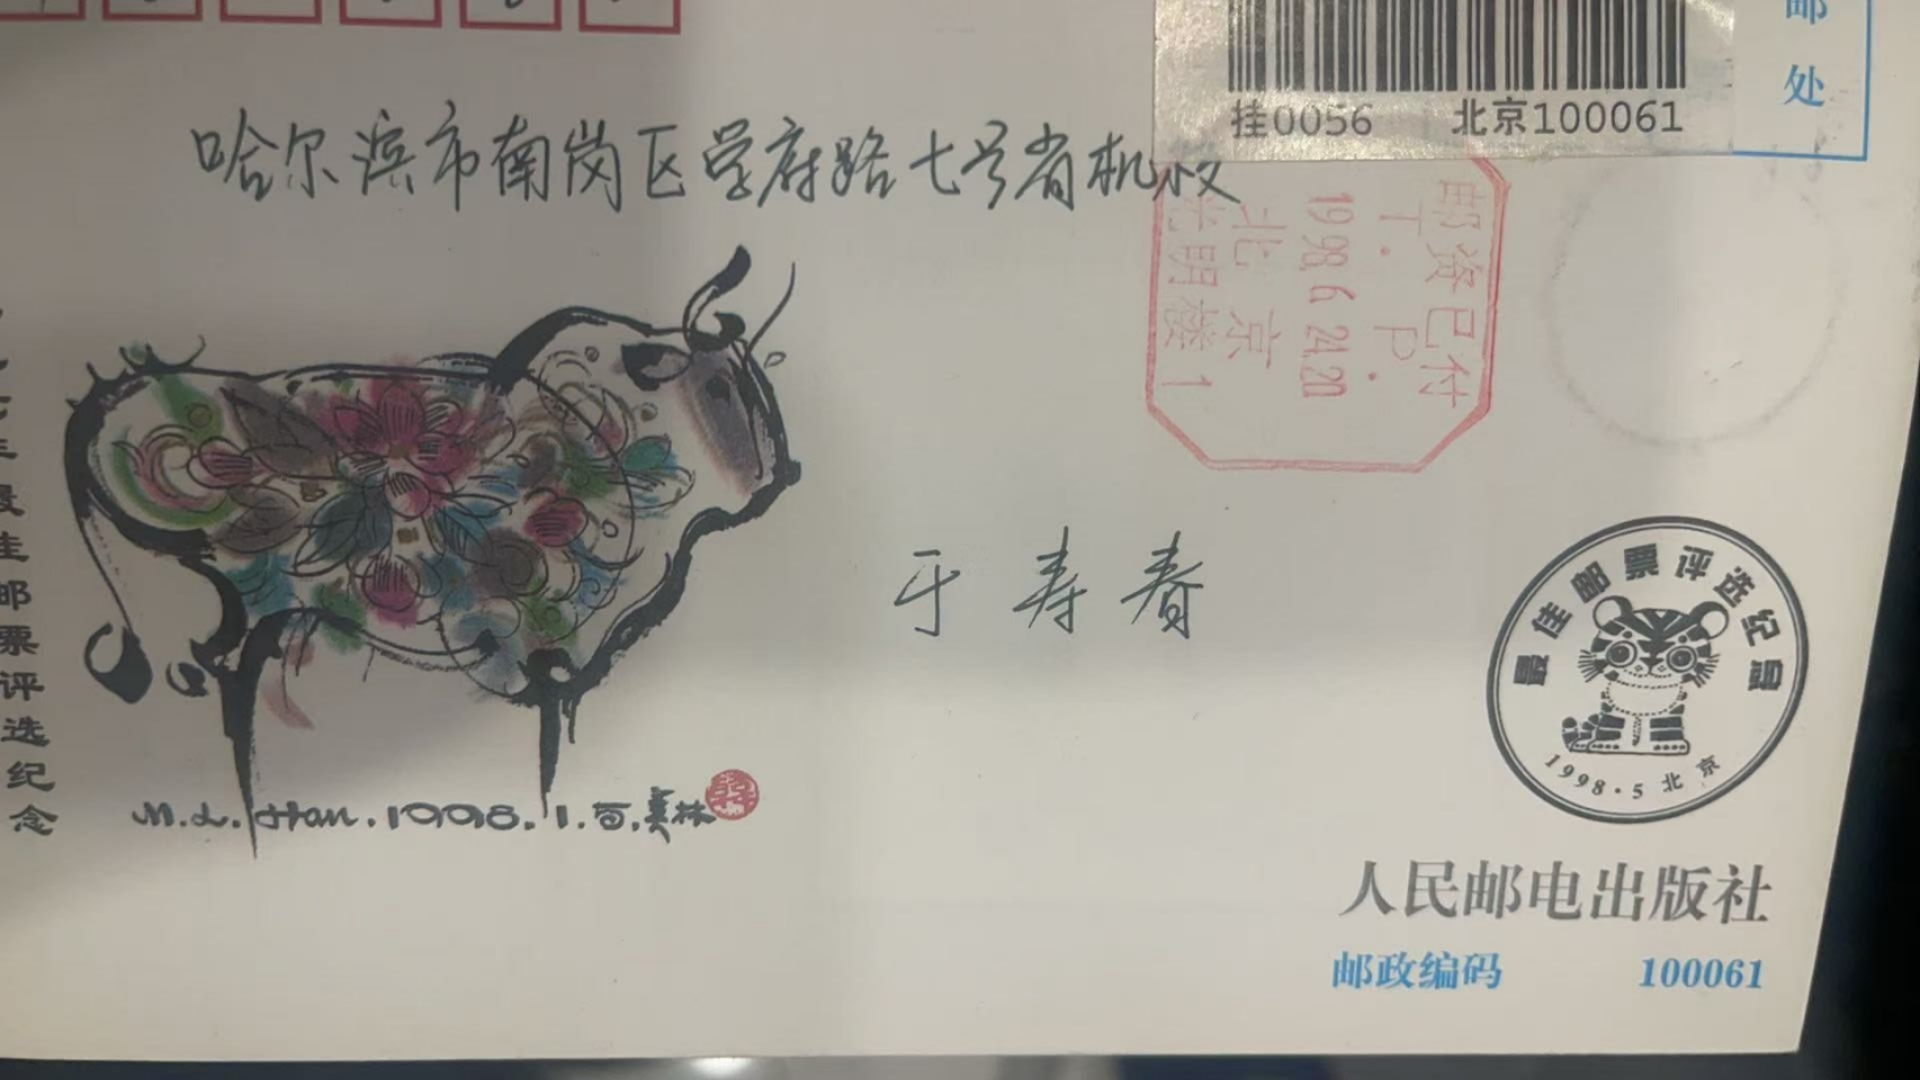 邮
处
挂0056 北京100061
哈尔滨市南岗区学府路七号省机校
邮资已付
T.P.
1998.6.24.20
北京
光明楼1
于寿春
年最佳邮票评选纪念
M.L.Han.1998.1.5.美林
最佳邮票评选纪念
1998·5北京
人民邮电出版社
邮政编码 100061